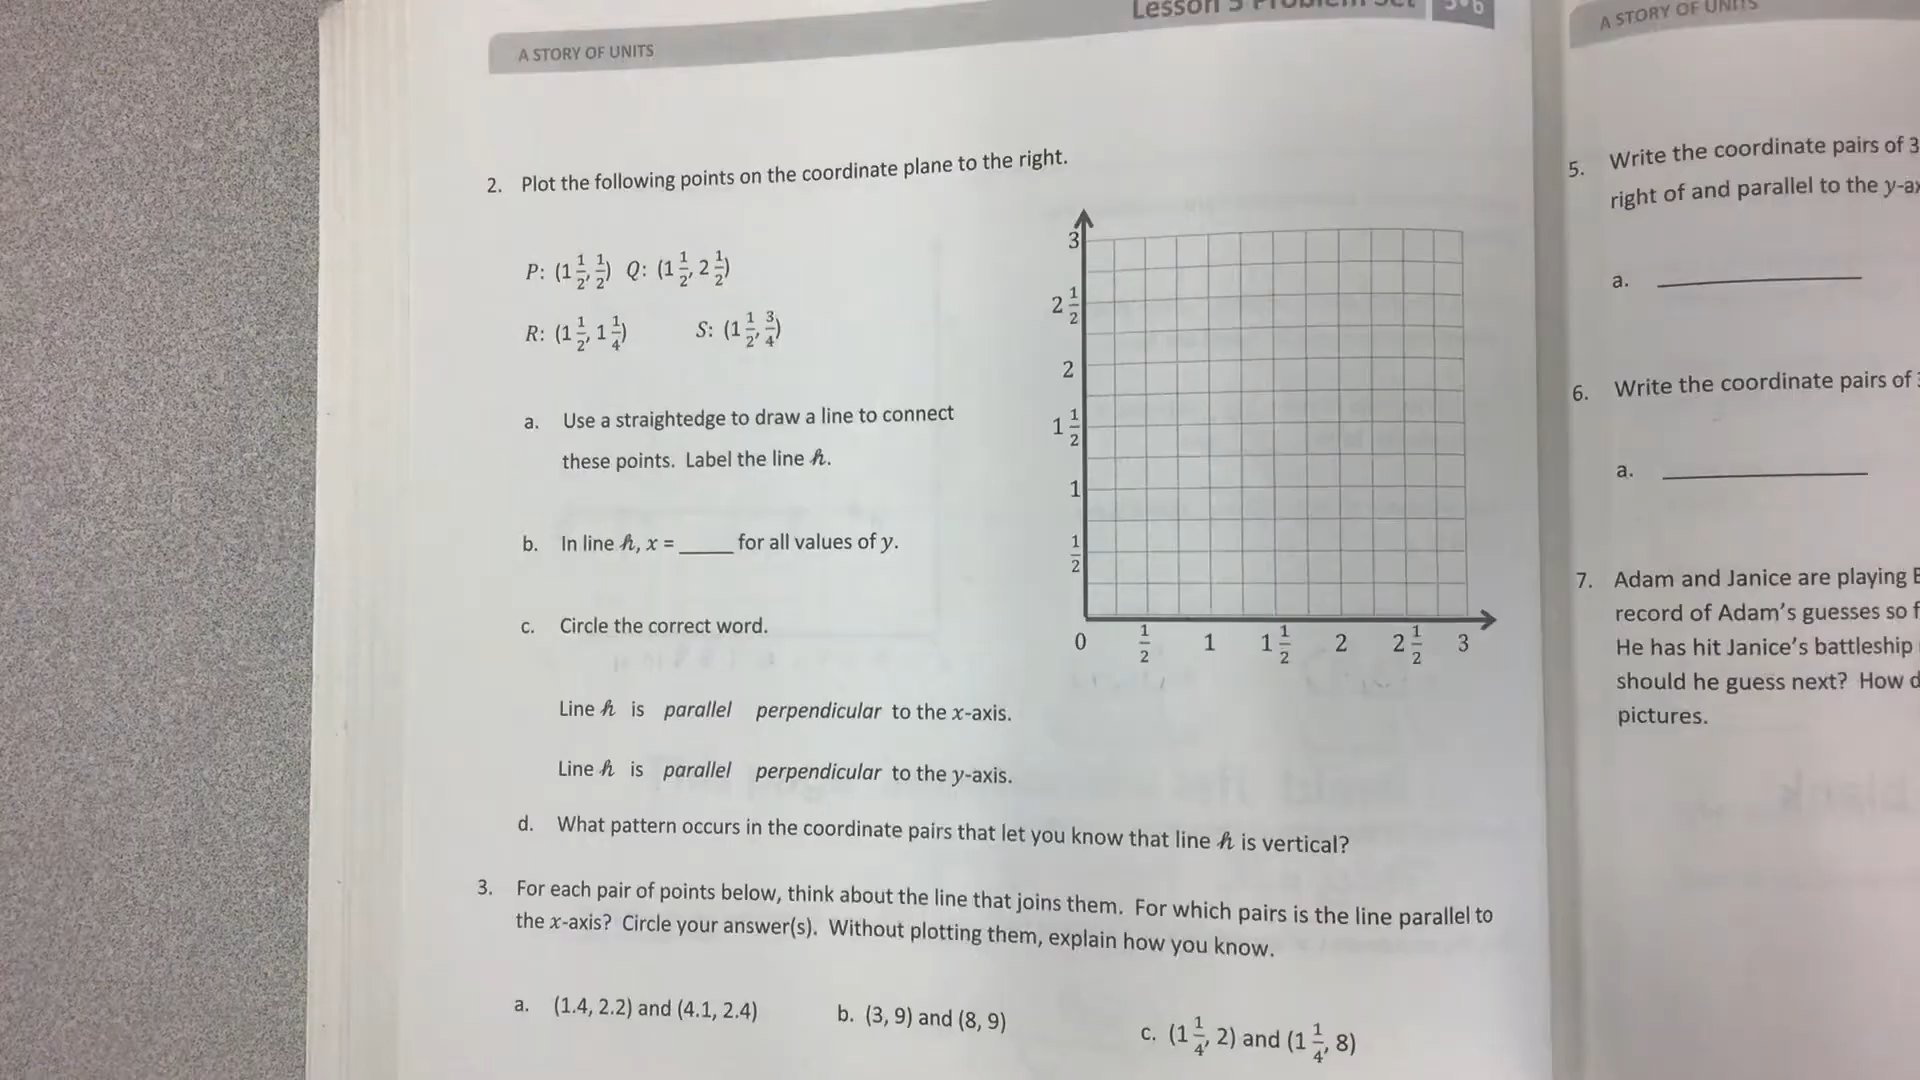 Lesson 5 Problem Set
A STORY OF UNITS
2. Plot the following points on the coordinate plane to the right.
P: (1 1/2, 1/2) Q: (1 1/2, 2 1/2)
R: (1 1/2, 1 1/4) S: (1 1/2, 3/4)
a. Use a straightedge to draw a line to connect
these points. Label the line ℎ.
b. In line ℎ, x = _____ for all values of y.
c. Circle the correct word.
Line ℎ is parallel perpendicular to the x-axis.
Line ℎ is parallel perpendicular to the y-axis.
d. What pattern occurs in the coordinate pairs that let you know that line ℎ is vertical?
3
2 1/2
2
1 1/2
1
1/2
0 1/2 1 1 1/2 2 2 1/2 3
3. For each pair of points below, think about the line that joins them. For which pairs is the line parallel to
the x-axis? Circle your answer(s). Without plotting them, explain how you know.
a. (1.4, 2.2) and (4.1, 2.4) b. (3, 9) and (8, 9) c. (1 1/4, 2) and (1 1/4, 8)
A STORY OF UNITS
5. Write the coordinate pairs of 3
right of and parallel to the y-ax
a. __________
6. Write the coordinate pairs of
a. __________
7. Adam and Janice are playing
record of Adam's guesses so f
He has hit Janice's battleship
should he guess next? How d
pictures.